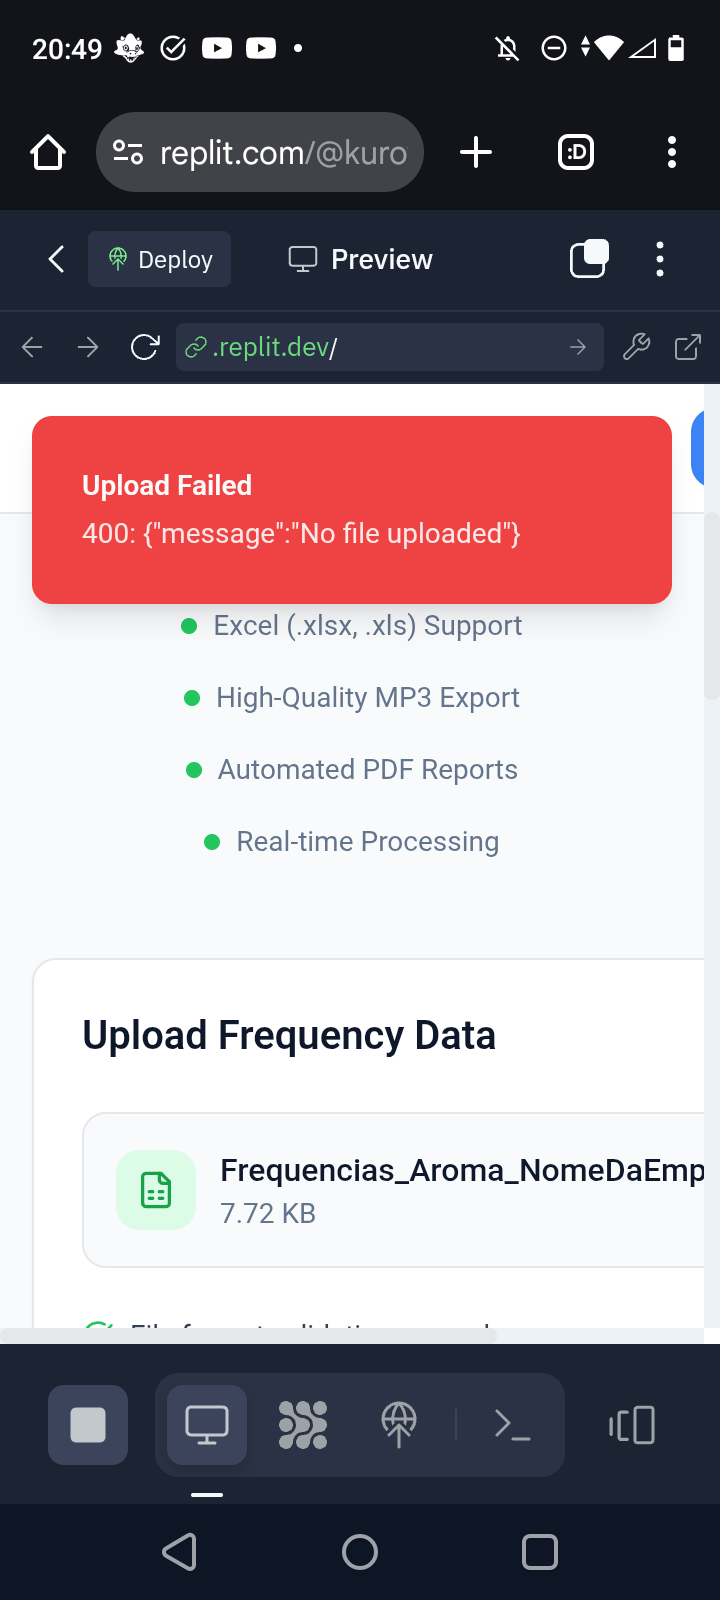 20:49
replit.com/@kuro
:D
Deploy
Preview
.replit.dev/
Upload Failed
400: {"message":"No file uploaded"}
Excel (.xlsx, .xls) Support
High-Quality MP3 Export
Automated PDF Reports
Real-time Processing
Upload Frequency Data
Frequencias_Aroma_NomeDaEmp
7.72 KB